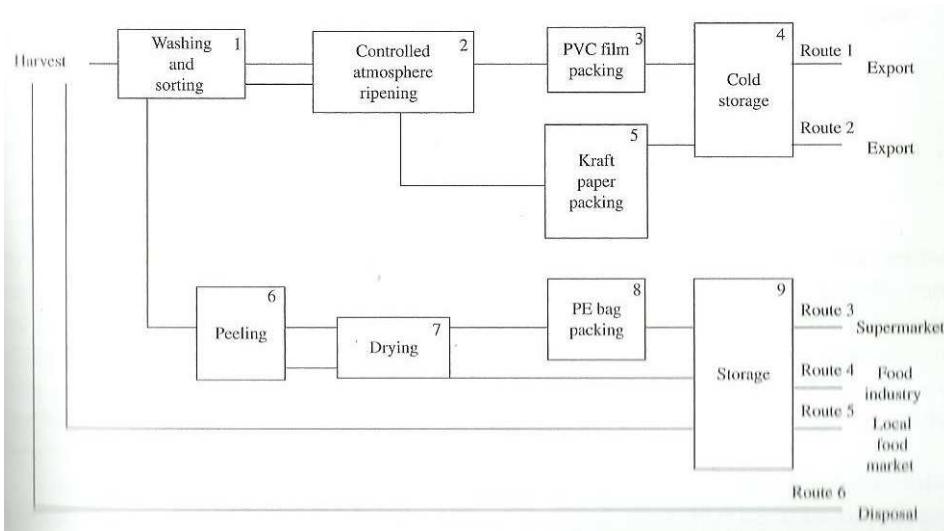 Harvest
Washing
and
sorting
1
Controlled
atmosphere
ripening
2
PVC film
packing
3
Cold
storage
4
Route 1
Export
Route 2
Export
Kraft
paper
packing
5
Peeling
6
Drying
7
PE bag
packing
8
Storage
9
Route 3
Supermarket
Route 4
Food
industry
Route 5
Local
food
market
Route 6
Disposal